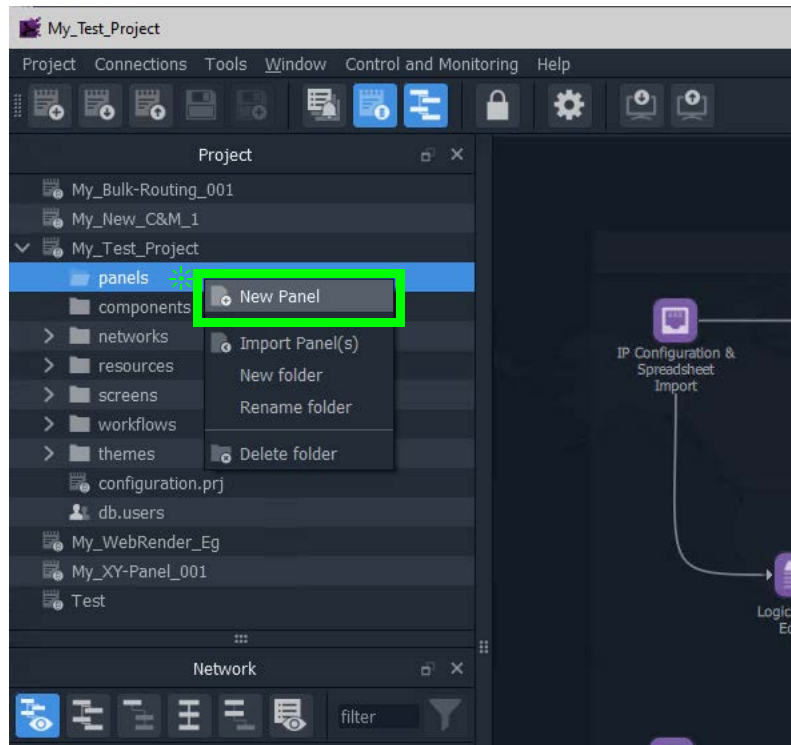 My_Test_Project
Project Connections Tools Window Control and Monitoring Help
Project
My_Bulk-Routing_001
My_New_C&M_1
My_Test_Project
panels
New Panel
components
networks
Import Panel(s)
resources
New folder
screens
Rename folder
workflows
themes
Delete folder
configuration.prj
db.users
My_WebRender_Eg
My_XY-Panel_001
Test
Network
filter
IP Configuration &
Spreadsheet
Import
Logic